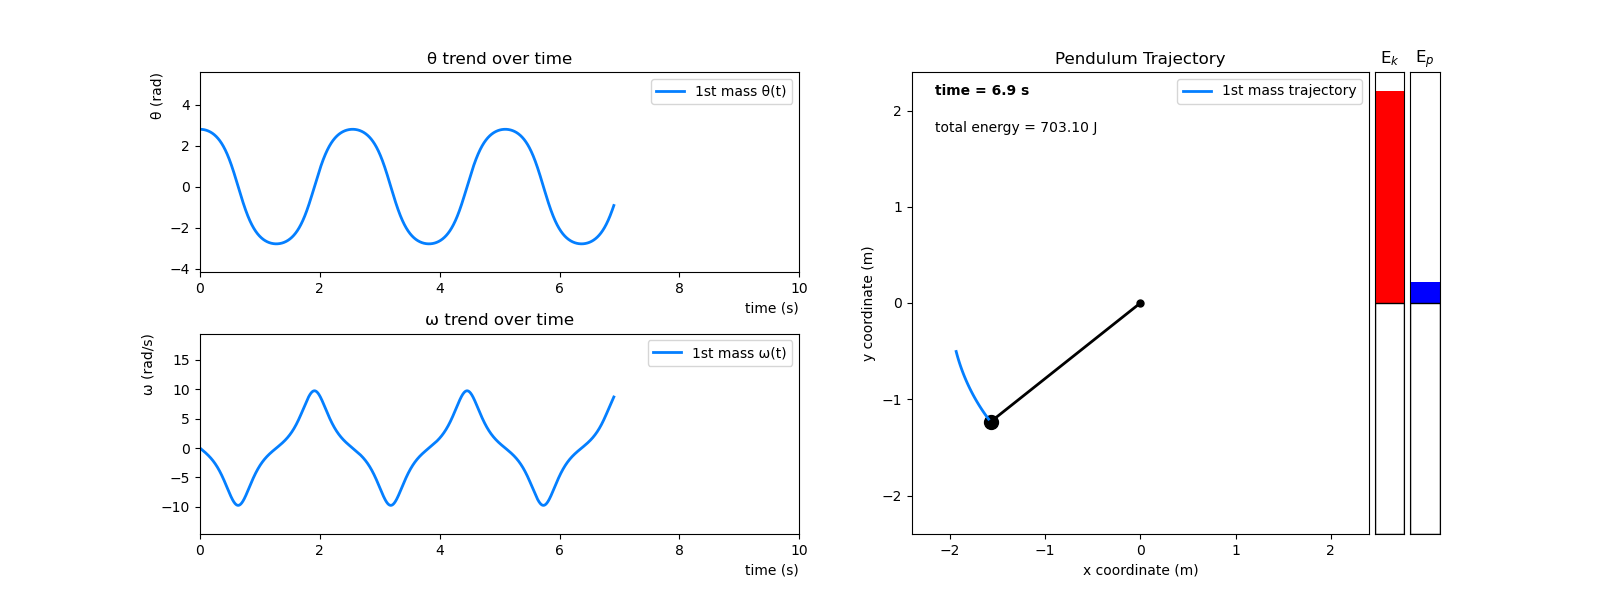 θ trend over time
θ (rad)
1st mass θ(t)
4
2
0
−2
−4
0 2 4 6 8 10
time (s)
ω trend over time
ω (rad/s)
1st mass ω(t)
15
10
5
0
−5
−10
0 2 4 6 8 10
time (s)
Pendulum Trajectory
time = 6.9 s
total energy = 703.10 J
1st mass trajectory
y coordinate (m)
2
1
0
−1
−2
−2 −1 0 1 2
x coordinate (m)
E_k
E_p